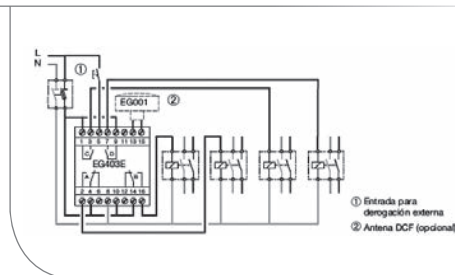 L
N
①
EG001
②
1 3 5 7 9 11 13 15
C D
EG403E
A B
2 4 6 8 10 12 14 16
① Entrada para
derogación externa
② Antena DCF (opcional)